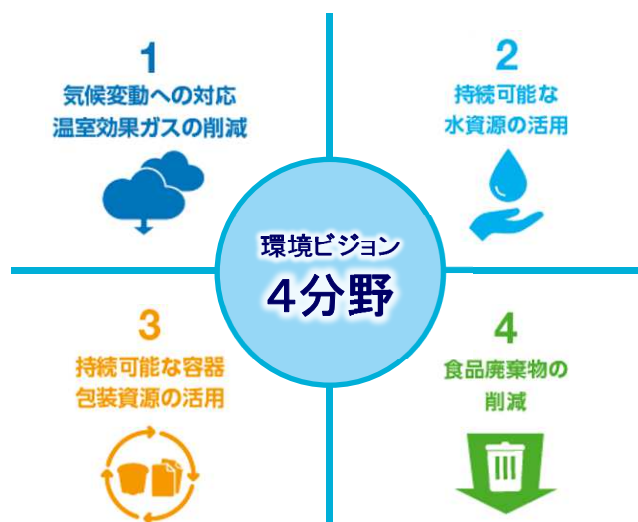 1
気候変動への対応
温室効果ガスの削減
2
持続可能な
水資源の活用
環境ビジョン
4分野
3
持続可能な容器
包装資源の活用
4
食品廃棄物の
削減